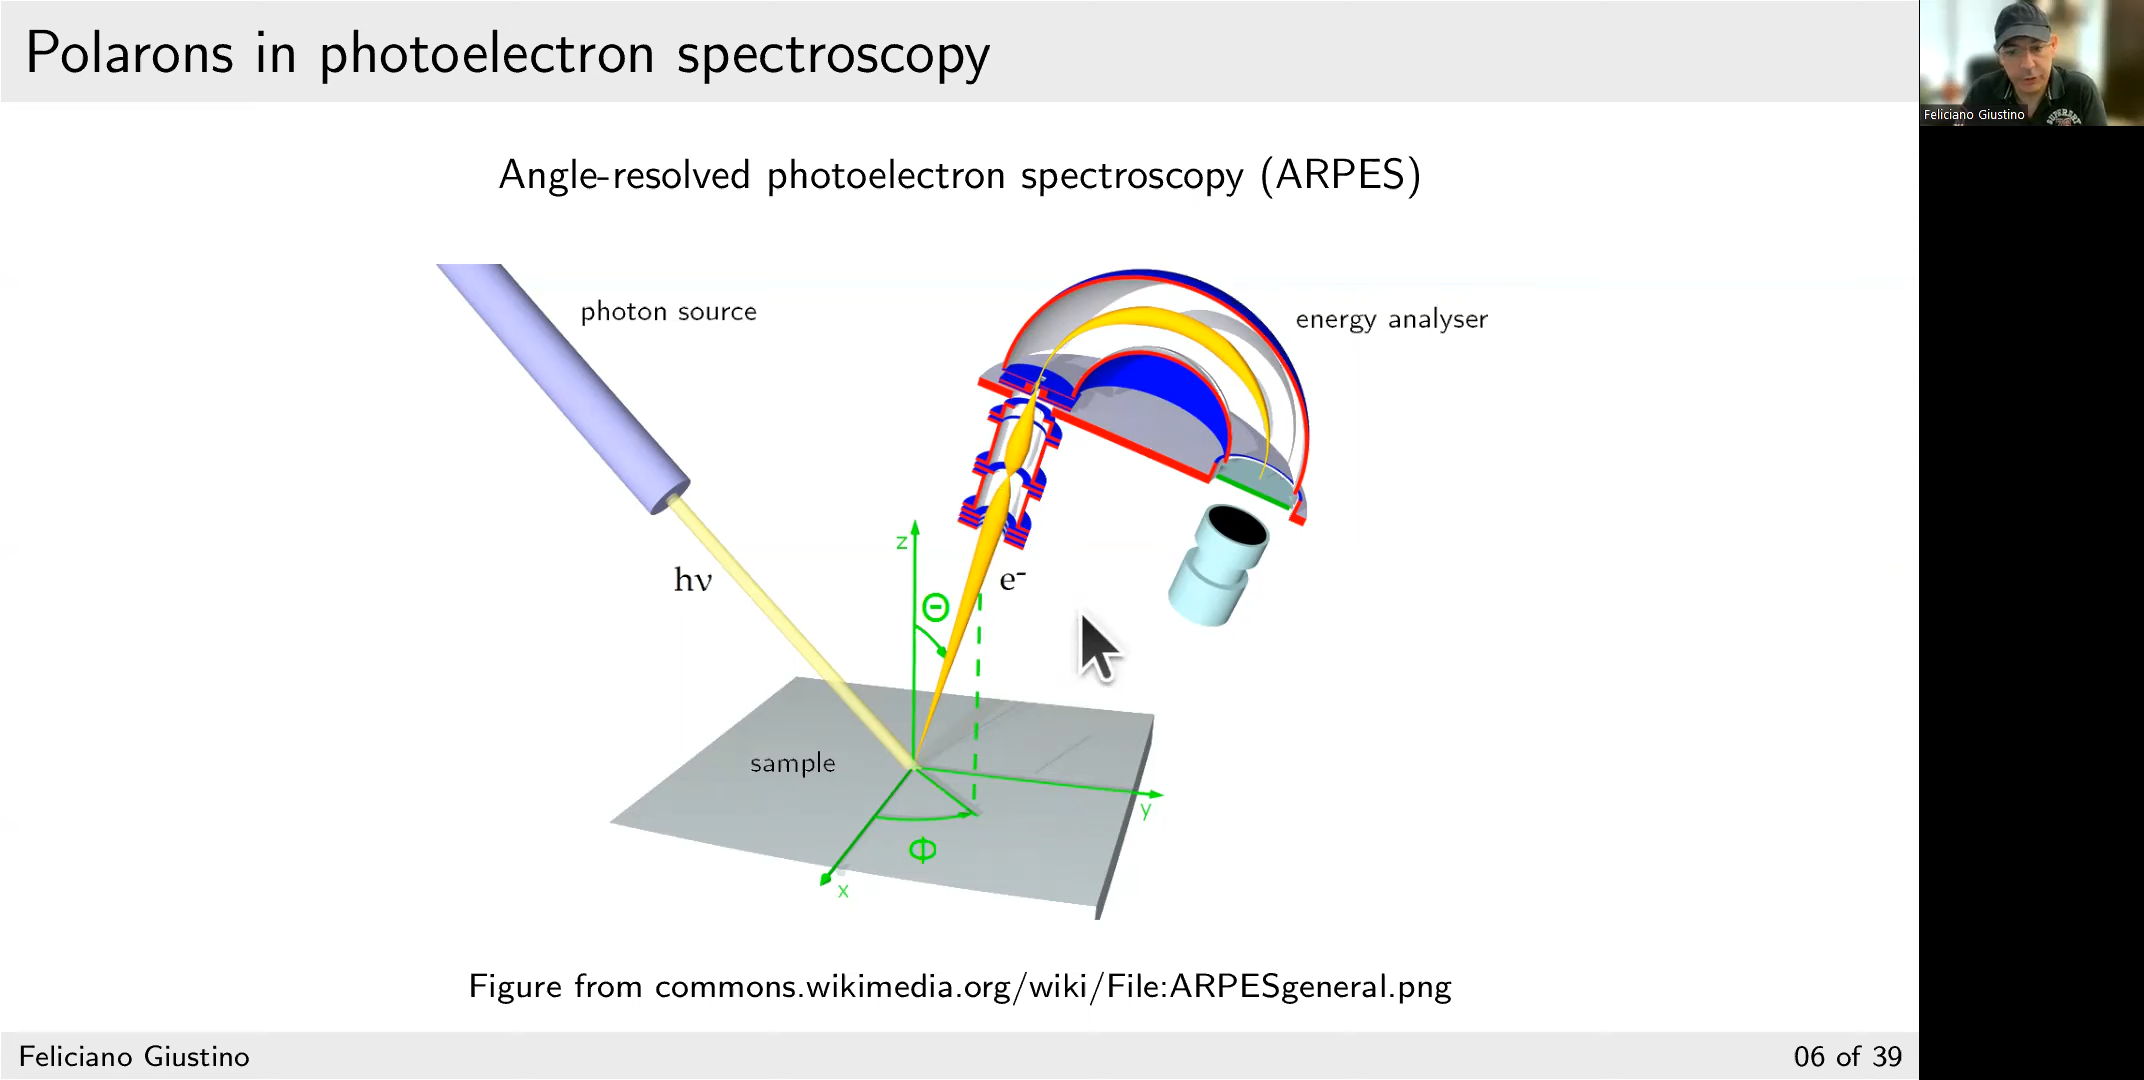 Polarons in photoelectron spectroscopy
Feliciano Giustino
Angle-resolved photoelectron spectroscopy (ARPES)
photon source
energy analyser
z
hν
Θ
e-
sample
y
Φ
x
Figure from commons.wikimedia.org/wiki/File:ARPESgeneral.png
Feliciano Giustino
06 of 39